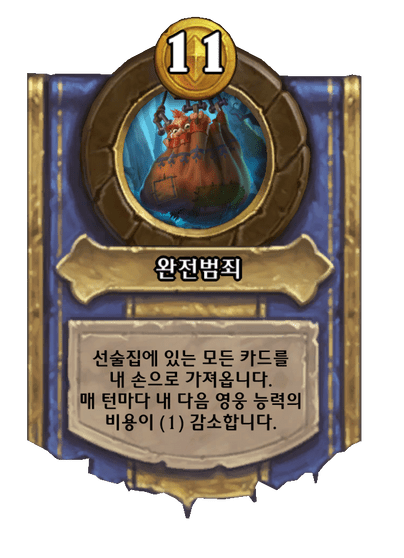 11
완전범죄
선술집에 있는 모든 카드를
내 손으로 가져옵니다.
매 턴마다 내 다음 영웅 능력의
비용이 (1) 감소합니다.